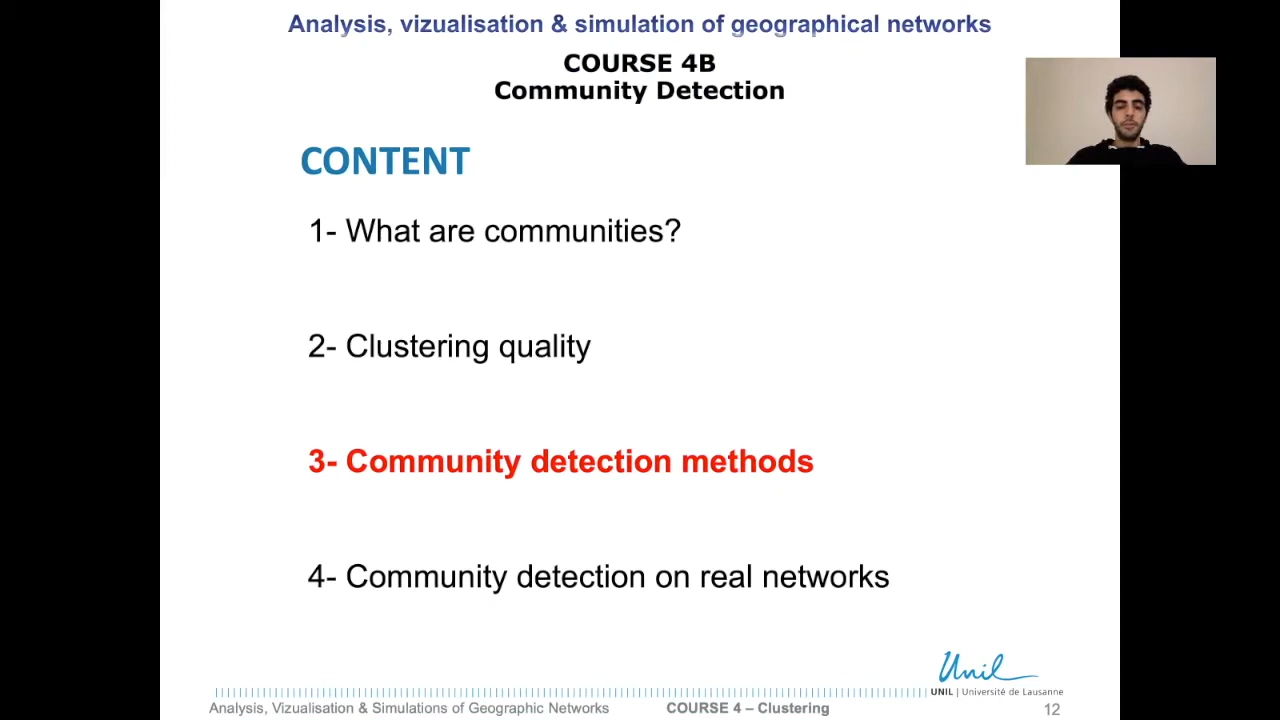 Analysis, vizualisation & simulation of geographical networks
COURSE 4B
Community Detection
CONTENT
1- What are communities?
2- Clustering quality
3- Community detection methods
4- Community detection on real networks
Unil
UNIL | Université de Lausanne
Analysis, Vizualisation & Simulations of Geographic Networks COURSE 4 – Clustering 12